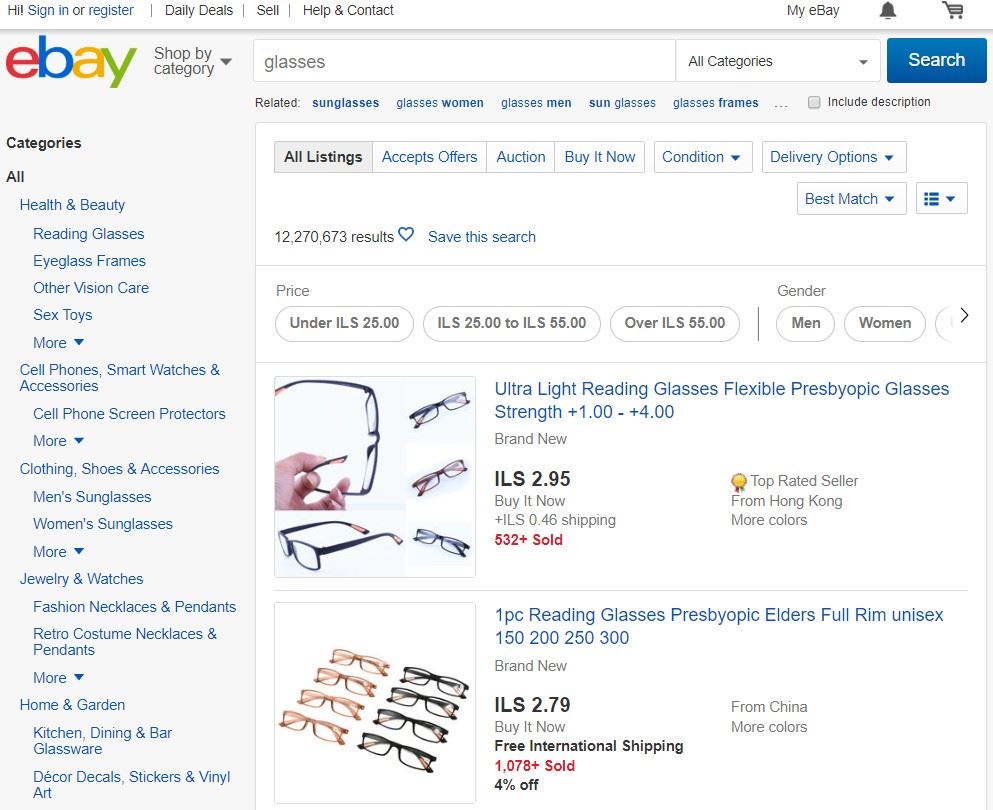 Hi! Sign in or register | Daily Deals | Sell | Help & Contact
My eBay
ebay
Shop by
category
glasses
All Categories
Search
Related: sunglasses glasses women glasses men sun glasses glasses frames ...
Include description
Categories
All
Health & Beauty
Reading Glasses
Eyeglass Frames
Other Vision Care
Sex Toys
More
Cell Phones, Smart Watches &
Accessories
Cell Phone Screen Protectors
More
Clothing, Shoes & Accessories
Men's Sunglasses
Women's Sunglasses
More
Jewelry & Watches
Fashion Necklaces & Pendants
Retro Costume Necklaces &
Pendants
More
Home & Garden
Kitchen, Dining & Bar
Glassware
Décor Decals, Stickers & Vinyl
Art
All Listings Accepts Offers Auction Buy It Now Condition Delivery Options
Best Match
12,270,673 results Save this search
Price
Under ILS 25.00 ILS 25.00 to ILS 55.00 Over ILS 55.00
Gender
Men Women
Ultra Light Reading Glasses Flexible Presbyopic Glasses
Strength +1.00 - +4.00
Brand New
ILS 2.95
Buy It Now
+ILS 0.46 shipping
532+ Sold
Top Rated Seller
From Hong Kong
More colors
1pc Reading Glasses Presbyopic Elders Full Rim unisex
150 200 250 300
Brand New
ILS 2.79
Buy It Now
Free International Shipping
1,078+ Sold
4% off
From China
More colors